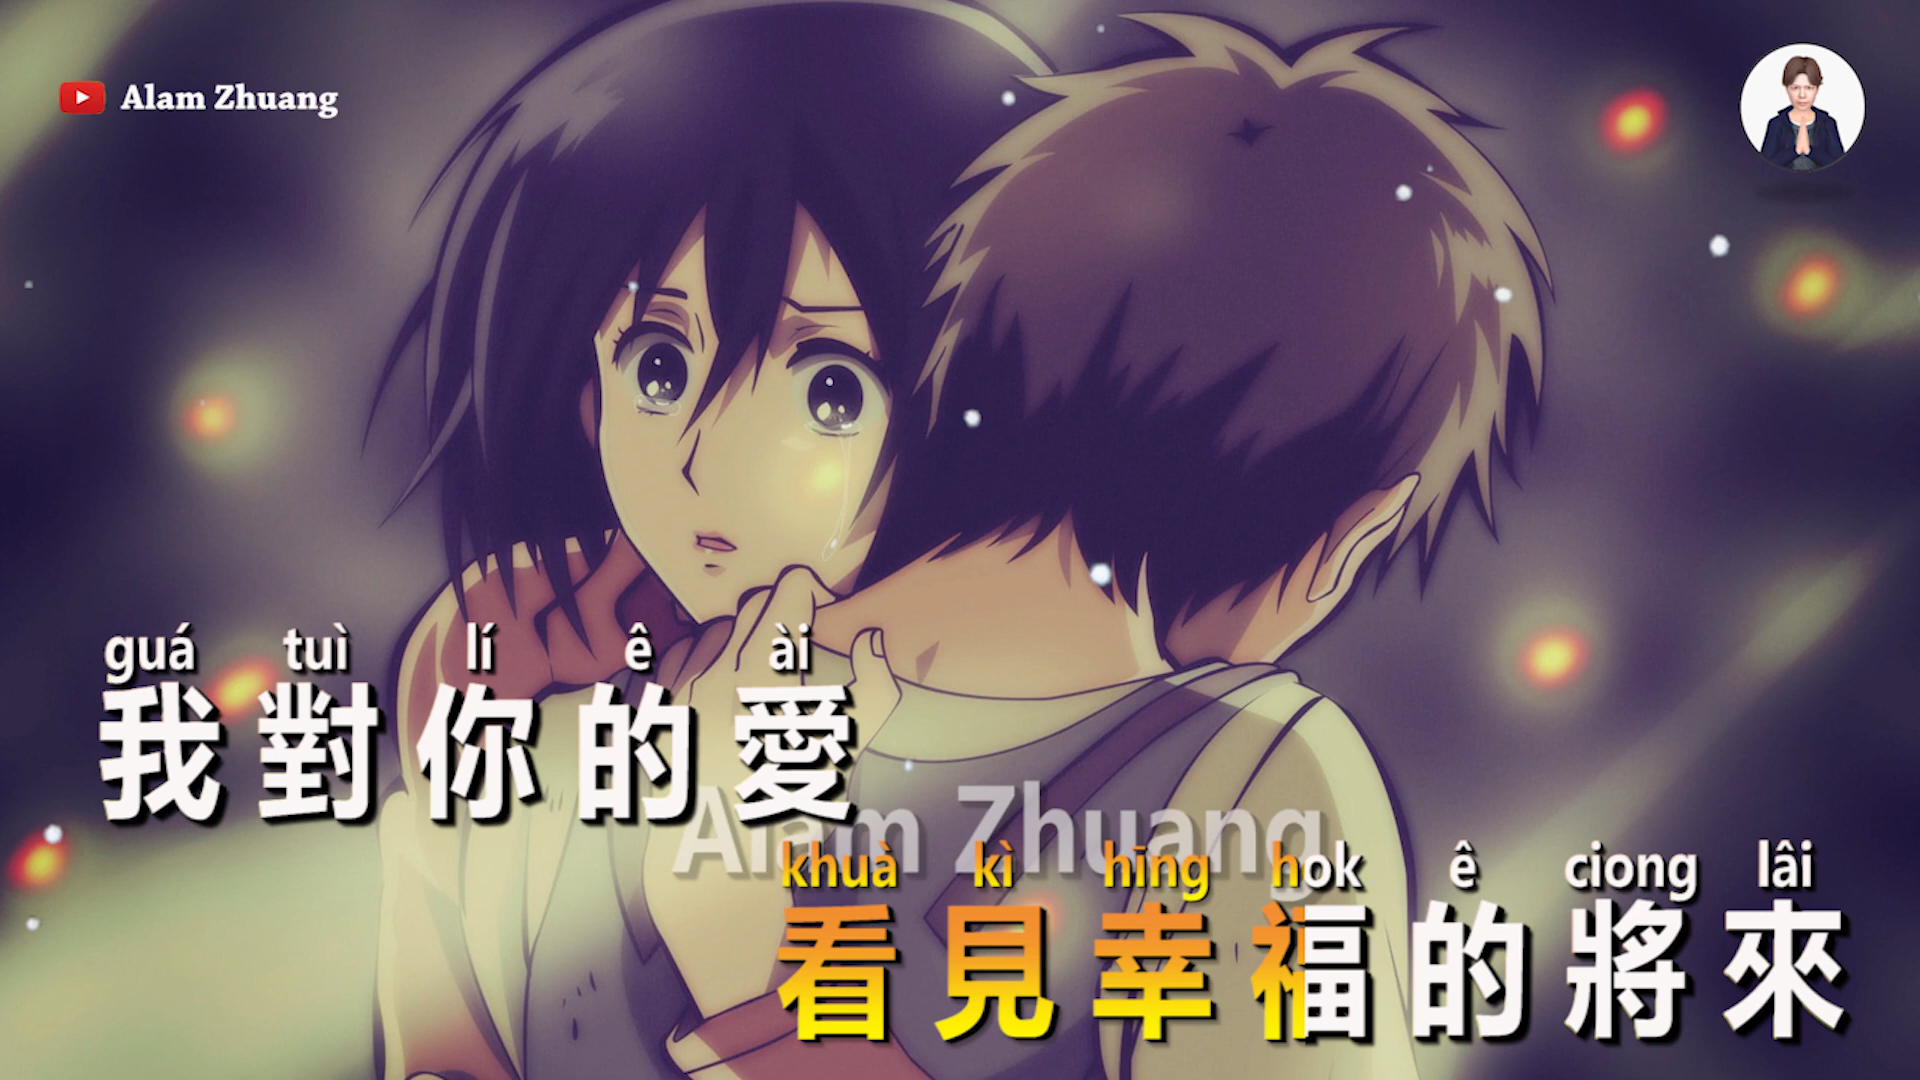 Alam Zhuang
guá tuì lí ê ài
我對你的愛
Alam Zhuang
khuà kì hīng hok ê ciong lâi
看見幸福的將來